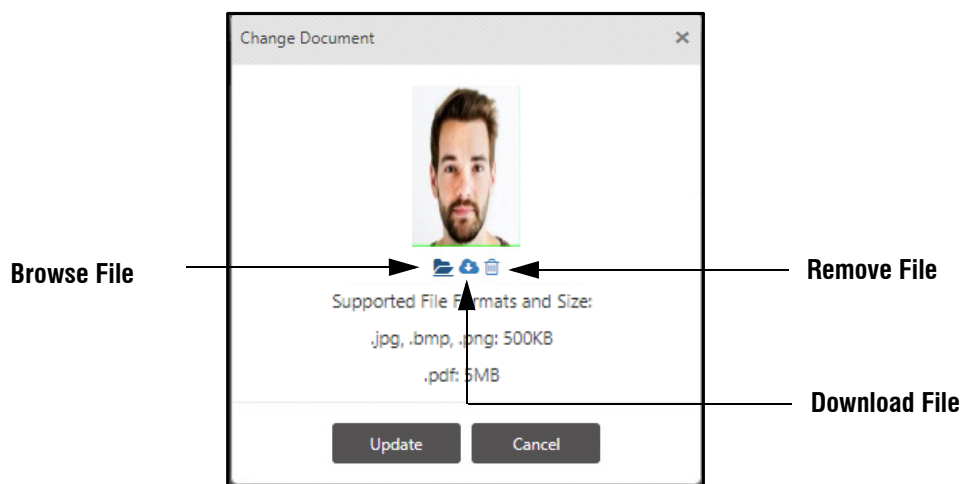 Change Document
Browse File
Remove File
Supported File Formats and Size:
.jpg, .bmp, .png: 500KB
.pdf: 5MB
Download File
Update
Cancel